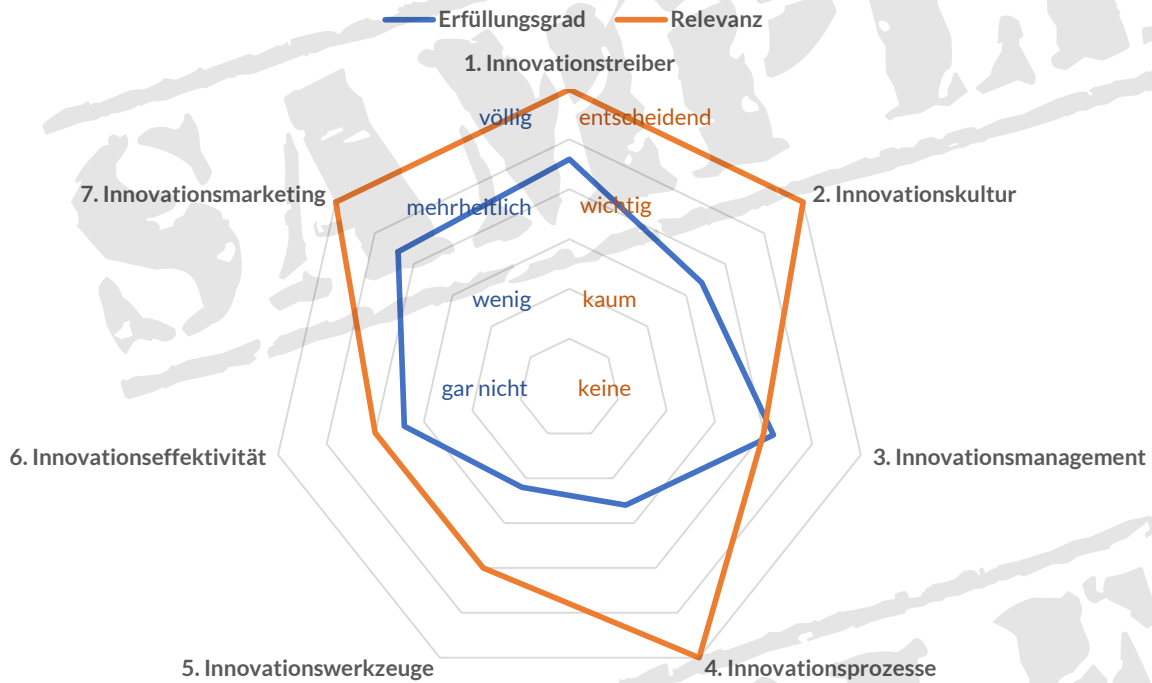 Erfüllungsgrad Relevanz
1. Innovationstreiber
völlig entscheidend
7. Innovationsmarketing 2. Innovationskultur
mehrheitlich wichtig
wenig kaum
gar nicht keine
6. Innovationseffektivität 3. Innovationsmanagement
5. Innovationswerkzeuge 4. Innovationsprozesse